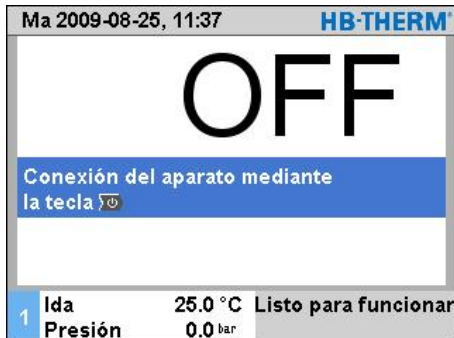 Ma 2009-08-25, 11:37 HB-THERM
OFF
Conexión del aparato mediante
la tecla
1 Ida 25.0 °C Listo para funcionar
Presión 0.0 bar